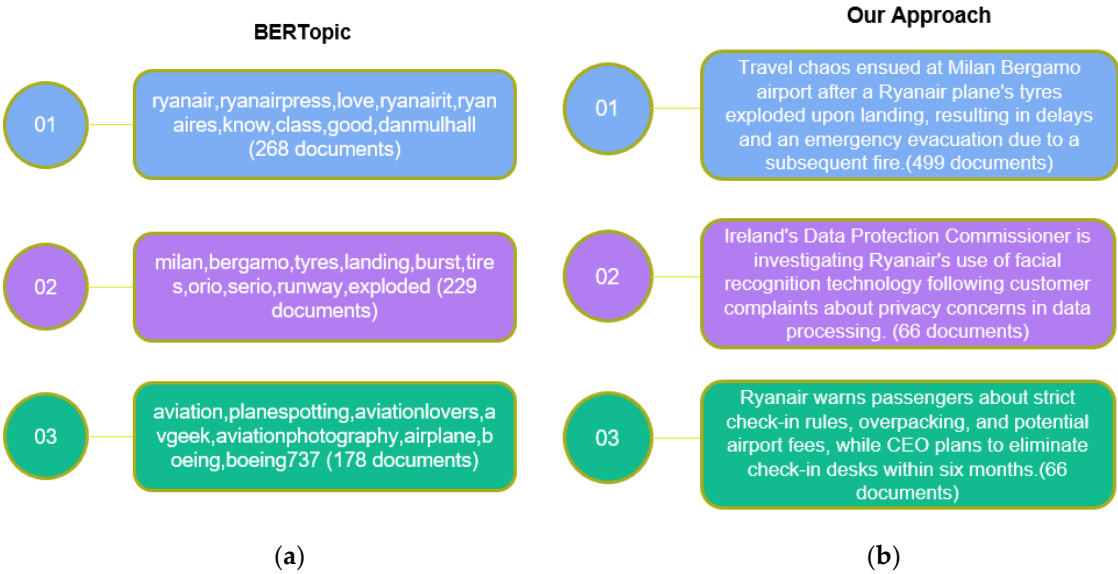 BERTopic
01
ryanair,ryanairpress,love,ryanairit,ryan
aires,know,class,good,danmulhall
(268 documents)
02
milan,bergamo,tyres,landing,burst,tire
s,orio,serio,runway,exploded (229
documents)
03
aviation,planespotting,aviationlovers,a
vgeek,aviationphotography,airplane,b
oeing,boeing737 (178 documents)
(a)
Our Approach
01
Travel chaos ensued at Milan Bergamo
airport after a Ryanair plane's tyres
exploded upon landing, resulting in delays
and an emergency evacuation due to a
subsequent fire.(499 documents)
02
Ireland's Data Protection Commissioner is
investigating Ryanair's use of facial
recognition technology following customer
complaints about privacy concerns in data
processing. (66 documents)
03
Ryanair warns passengers about strict
check-in rules, overpacking, and potential
airport fees, while CEO plans to eliminate
check-in desks within six months.(66
documents)
(b)